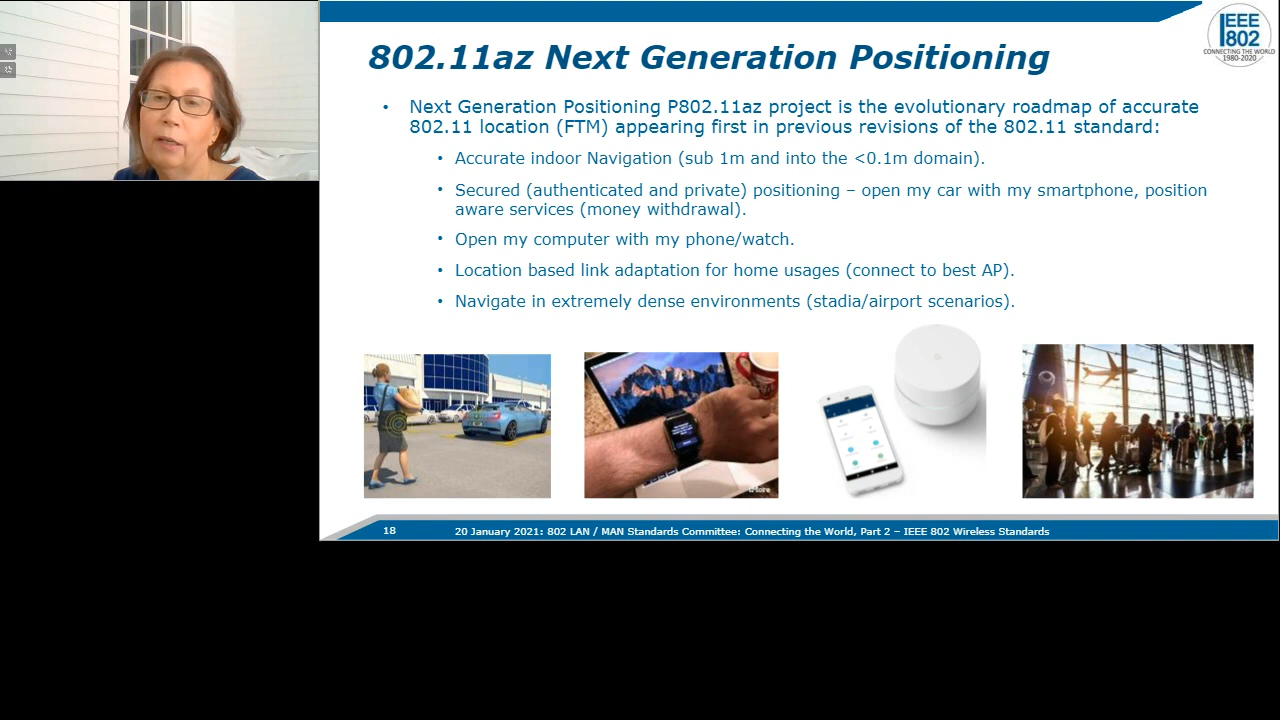 IEEE
802
CONNECTING THE WORLD
1980-2020
802.11az Next Generation Positioning
• Next Generation Positioning P802.11az project is the evolutionary roadmap of accurate
802.11 location (FTM) appearing first in previous revisions of the 802.11 standard:
• Accurate indoor Navigation (sub 1m and into the <0.1m domain).
• Secured (authenticated and private) positioning – open my car with my smartphone, position
aware services (money withdrawal).
• Open my computer with my phone/watch.
• Location based link adaptation for home usages (connect to best AP).
• Navigate in extremely dense environments (stadia/airport scenarios).
18
20 January 2021: 802 LAN / MAN Standards Committee: Connecting the World, Part 2 – IEEE 802 Wireless Standards